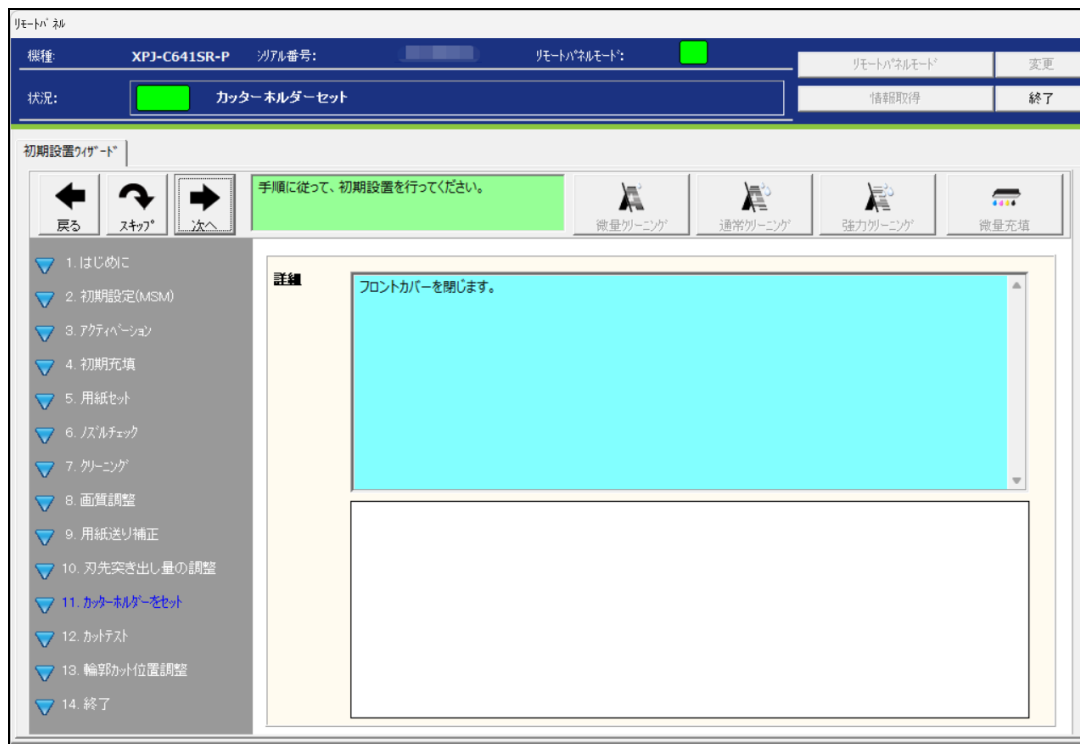 リモートパネル
機種: XPJ-C641SR-P シリアル番号: リモートパネルモード:
リモートパネルモード 変更
状況: カッターホルダーセット
情報取得 終了
初期設置ウィザード
戻る スキップ 次へ
手順に従って、初期設置を行ってください。
微量クリーニング 通常クリーニング 強力クリーニング 微量充填
1. はじめに
2. 初期設定(MSM)
3. アクティベーション
4. 初期充填
5. 用紙セット
6. ノズルチェック
7. クリーニング
8. 画質調整
9. 用紙送り補正
10. 刃先突き出し量の調整
11. カッターホルダーをセット
12. カットテスト
13. 輪郭カット位置調整
14. 終了
詳細
フロントカバーを閉じます。